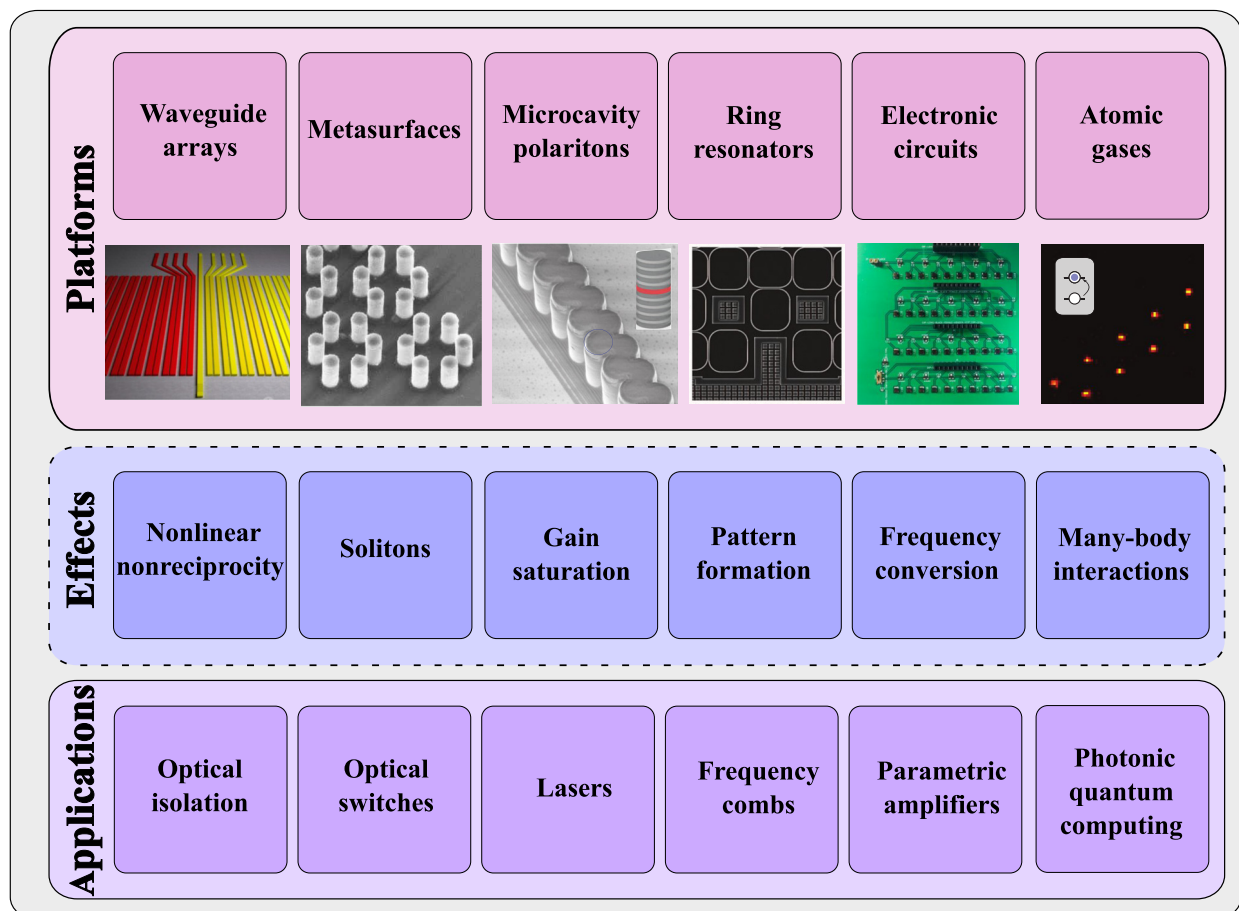 Platforms
Waveguide
arrays
Metasurfaces
Microcavity
polaritons
Ring
resonators
Electronic
circuits
Atomic
gases
Effects
Nonlinear
nonreciprocity
Solitons
Gain
saturation
Pattern
formation
Frequency
conversion
Many-body
interactions
Applications
Optical
isolation
Optical
switches
Lasers
Frequency
combs
Parametric
amplifiers
Photonic
quantum
computing